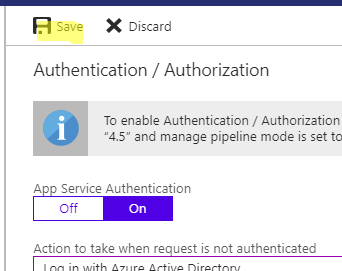 Save Discard
Authentication / Authorization
To enable Authentication / Authorization
"4.5" and manage pipeline mode is set to
App Service Authentication
Off On
Action to take when request is not authenticated
Log in with Azure Active Directory